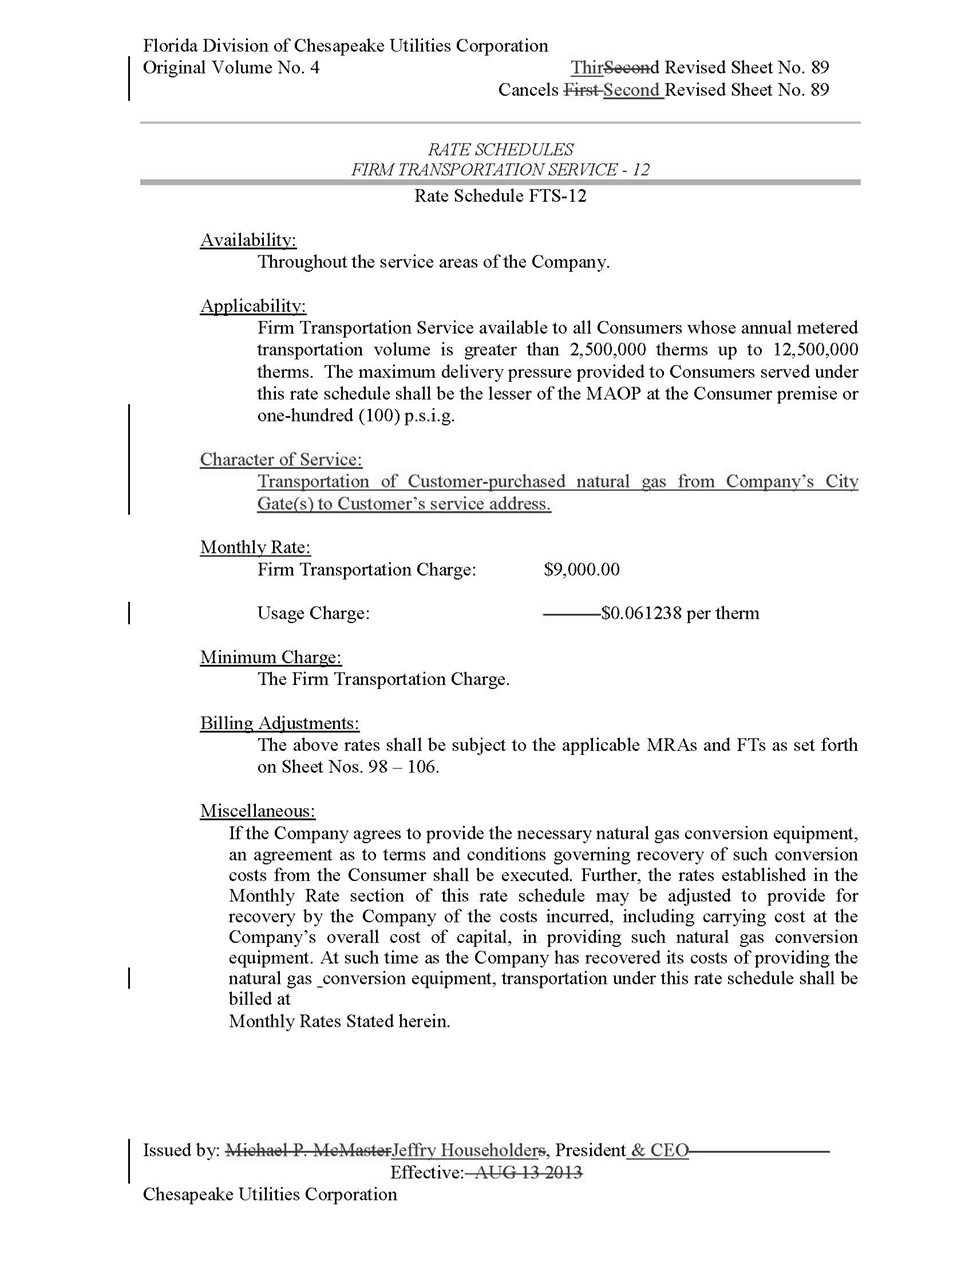 Florida Division of Chesapeake Utilities Corporation
Original Volume No. 4 ThirSecond Revised Sheet No. 89
Cancels First Second Revised Sheet No. 89
RATE SCHEDULES
FIRM TRANSPORTATION SERVICE - 12
Rate Schedule FTS-12
Availability:
Throughout the service areas of the Company.
Applicability:
Firm Transportation Service available to all Consumers whose annual metered
transportation volume is greater than 2,500,000 therms up to 12,500,000
therms. The maximum delivery pressure provided to Consumers served under
this rate schedule shall be the lesser of the MAOP at the Consumer premise or
one-hundred (100) p.s.i.g.
Character of Service:
Transportation of Customer-purchased natural gas from Company's City
Gate(s) to Customer's service address.
Monthly Rate:
Firm Transportation Charge: $9,000.00
Usage Charge: $0.061238 per therm
Minimum Charge:
The Firm Transportation Charge.
Billing Adjustments:
The above rates shall be subject to the applicable MRAs and FTs as set forth
on Sheet Nos. 98 – 106.
Miscellaneous:
If the Company agrees to provide the necessary natural gas conversion equipment,
an agreement as to terms and conditions governing recovery of such conversion
costs from the Consumer shall be executed. Further, the rates established in the
Monthly Rate section of this rate schedule may be adjusted to provide for
recovery by the Company of the costs incurred, including carrying cost at the
Company's overall cost of capital, in providing such natural gas conversion
equipment. At such time as the Company has recovered its costs of providing the
natural gas _conversion equipment, transportation under this rate schedule shall be
billed at
Monthly Rates Stated herein.
Issued by: Michael P. McMasterJeffry Householders, President & CEO
Effective: AUG 13 2013
Chesapeake Utilities Corporation